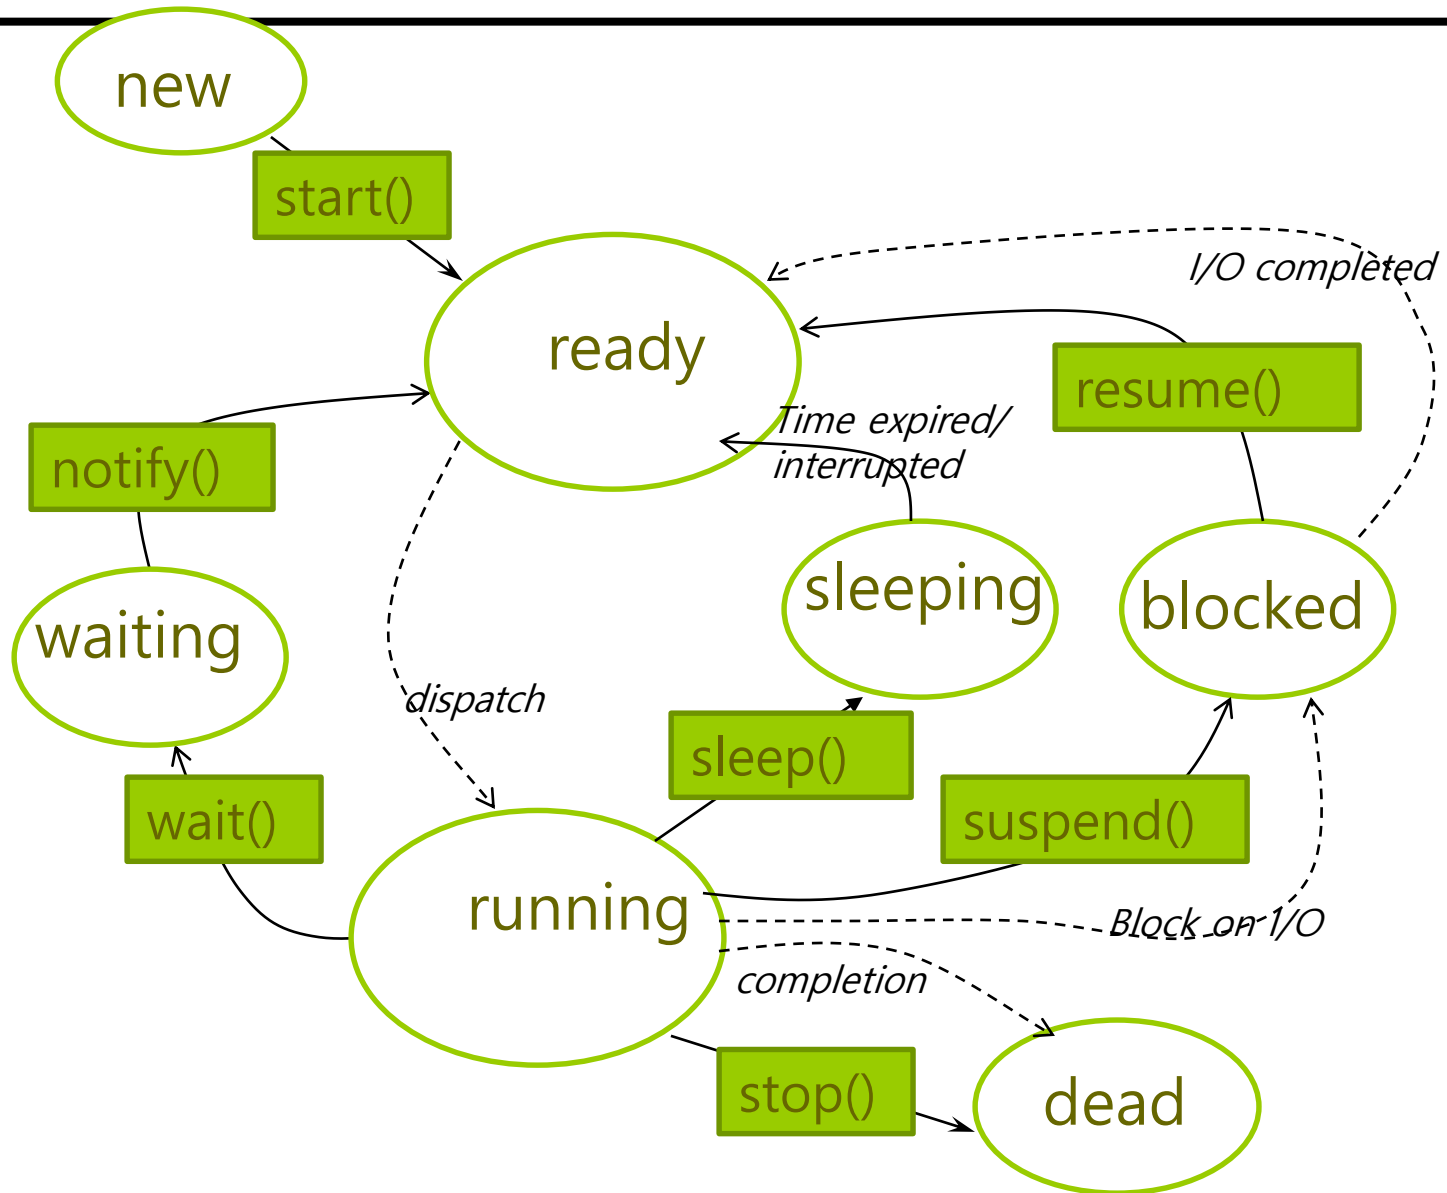 new
start()
I/O completed
ready
resume()
Time expired/
interrupted
notify()
sleeping
blocked
waiting
dispatch
sleep()
wait()
suspend()
running
Block on I/O
completion
stop()
dead